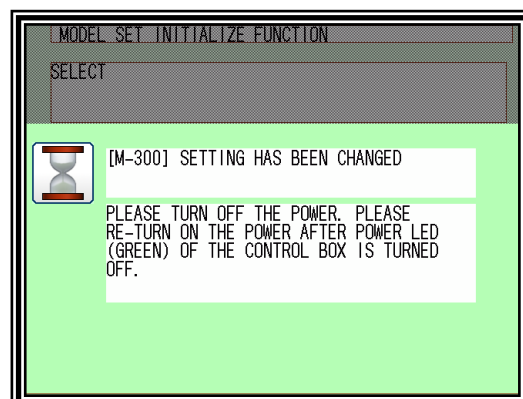 MODEL SET INITIALIZE FUNCTION
SELECT
[M-300] SETTING HAS BEEN CHANGED
PLEASE TURN OFF THE POWER. PLEASE
RE-TURN ON THE POWER AFTER POWER LED
(GREEN) OF THE CONTROL BOX IS TURNED
OFF.